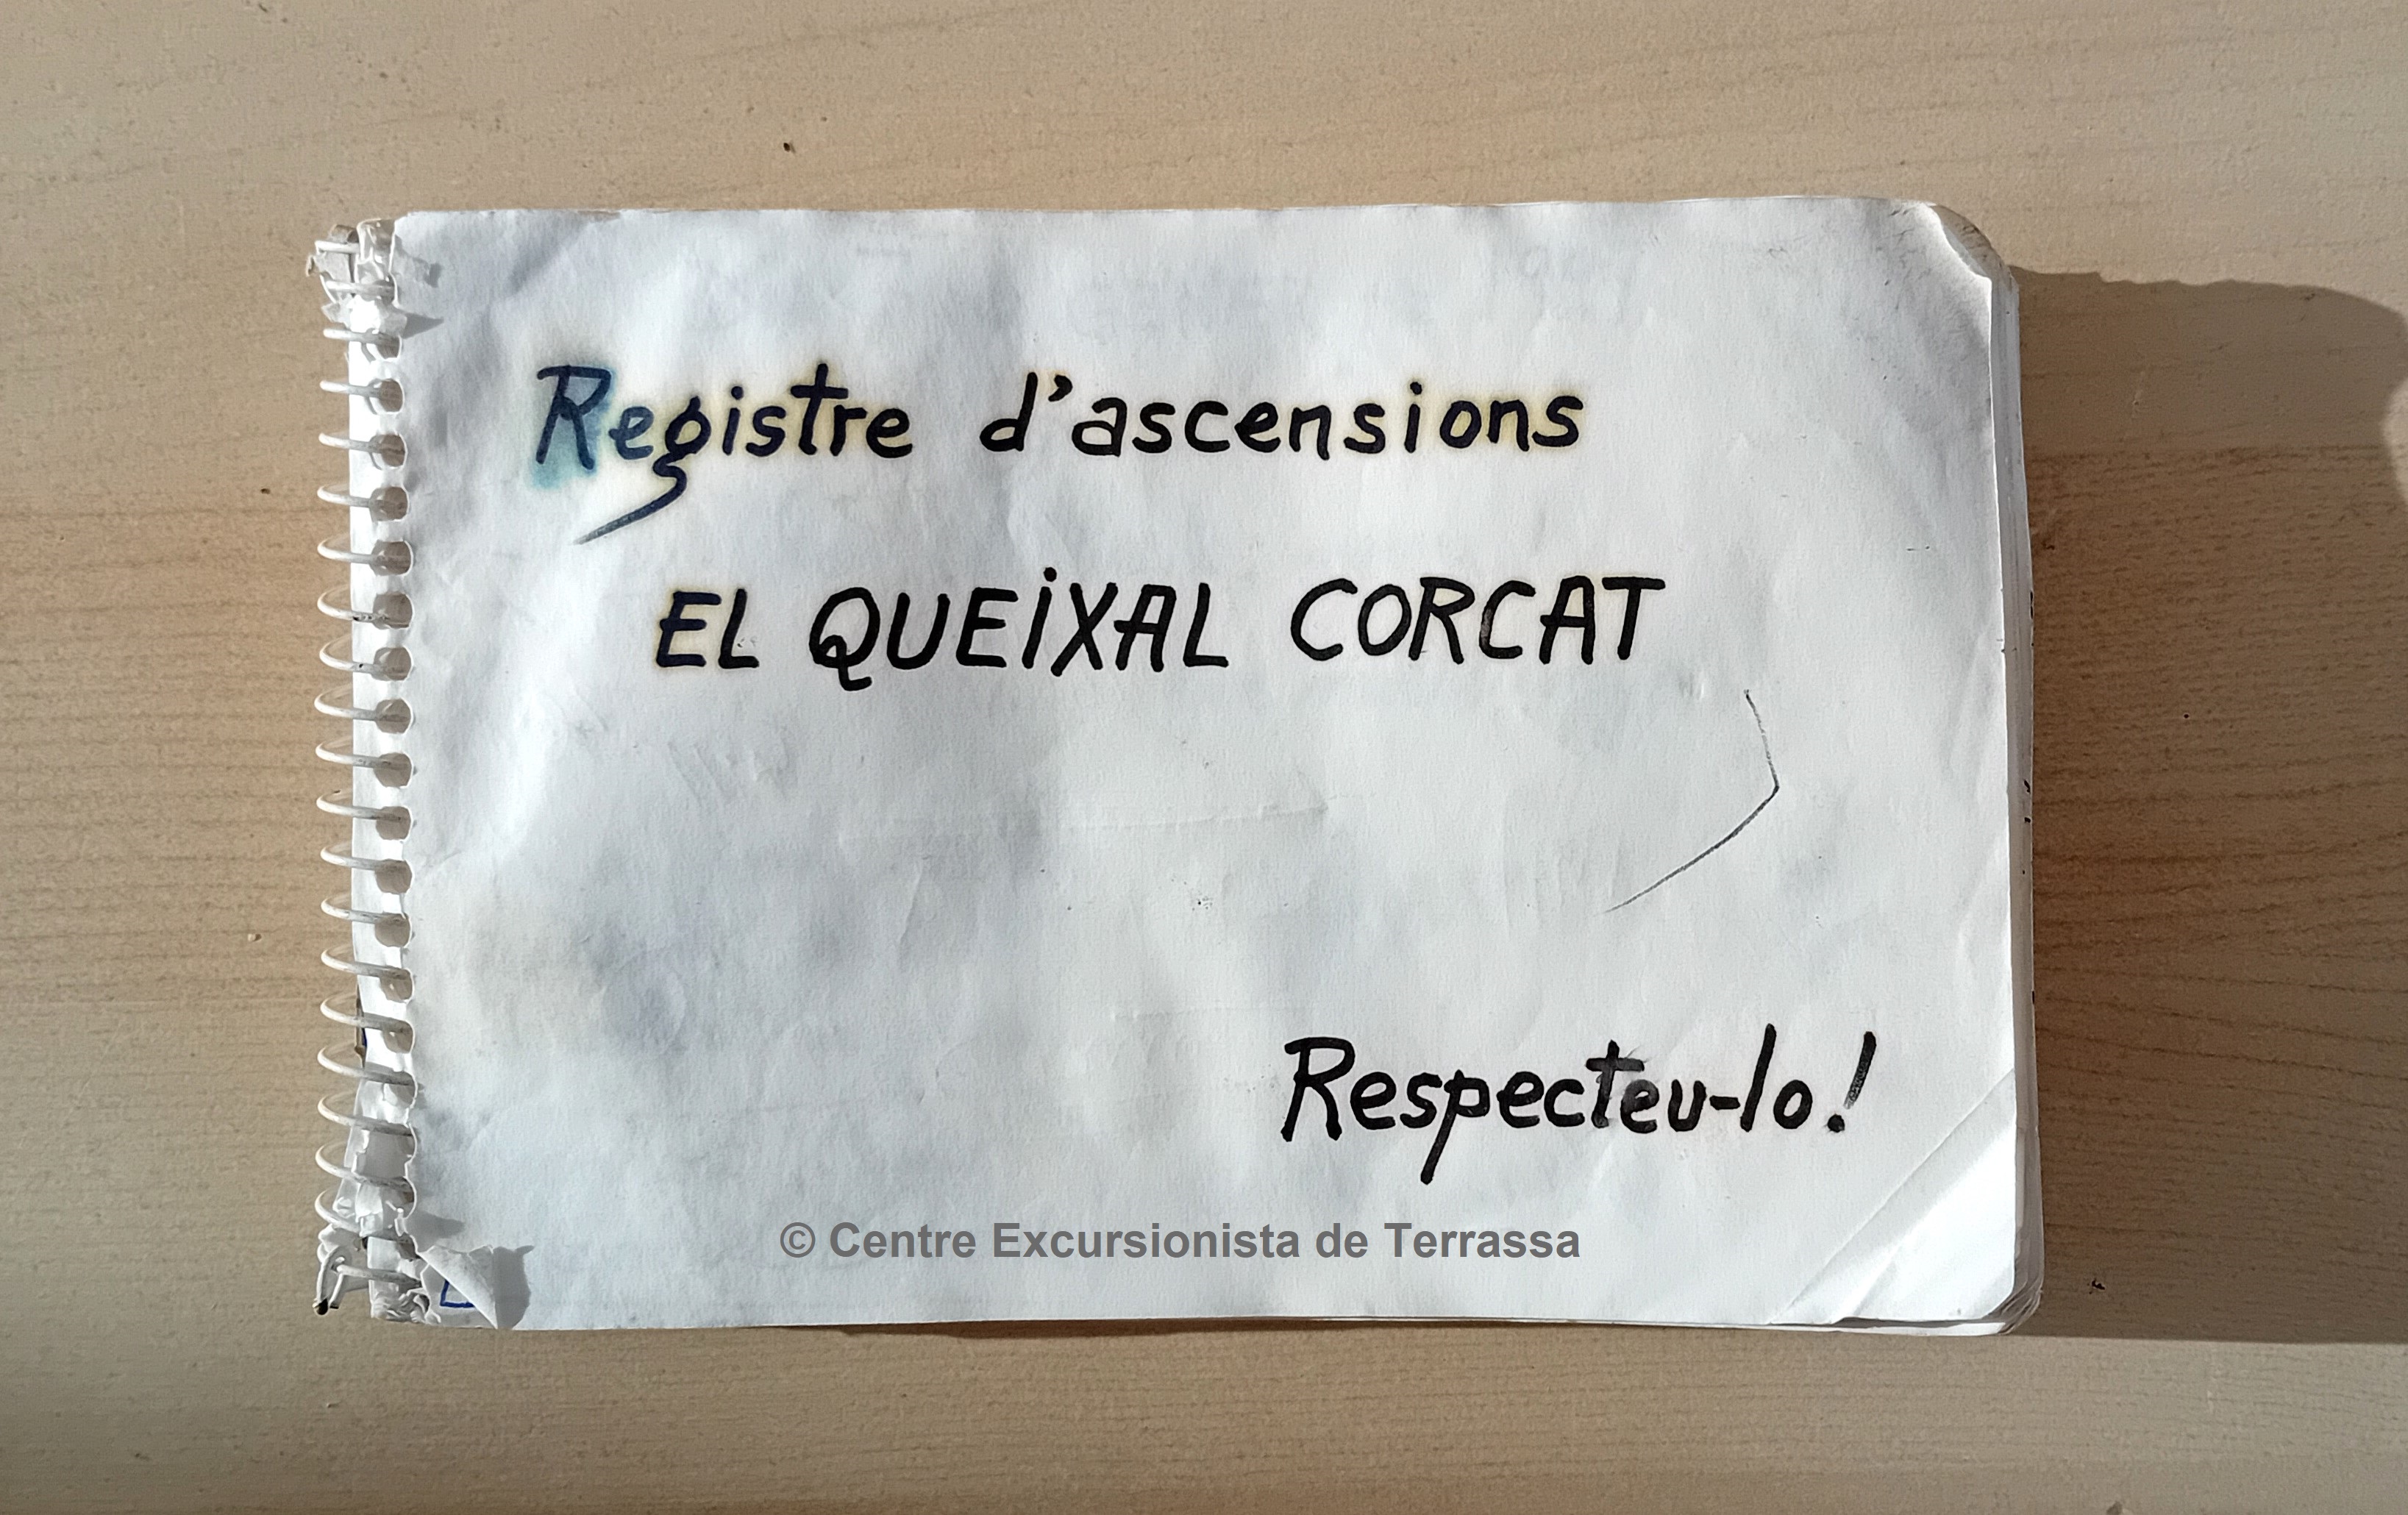 Registre d'ascensions
EL QUEIXAL CORCAT
Respecteu-lo!
© Centre Excursionista de Terrassa